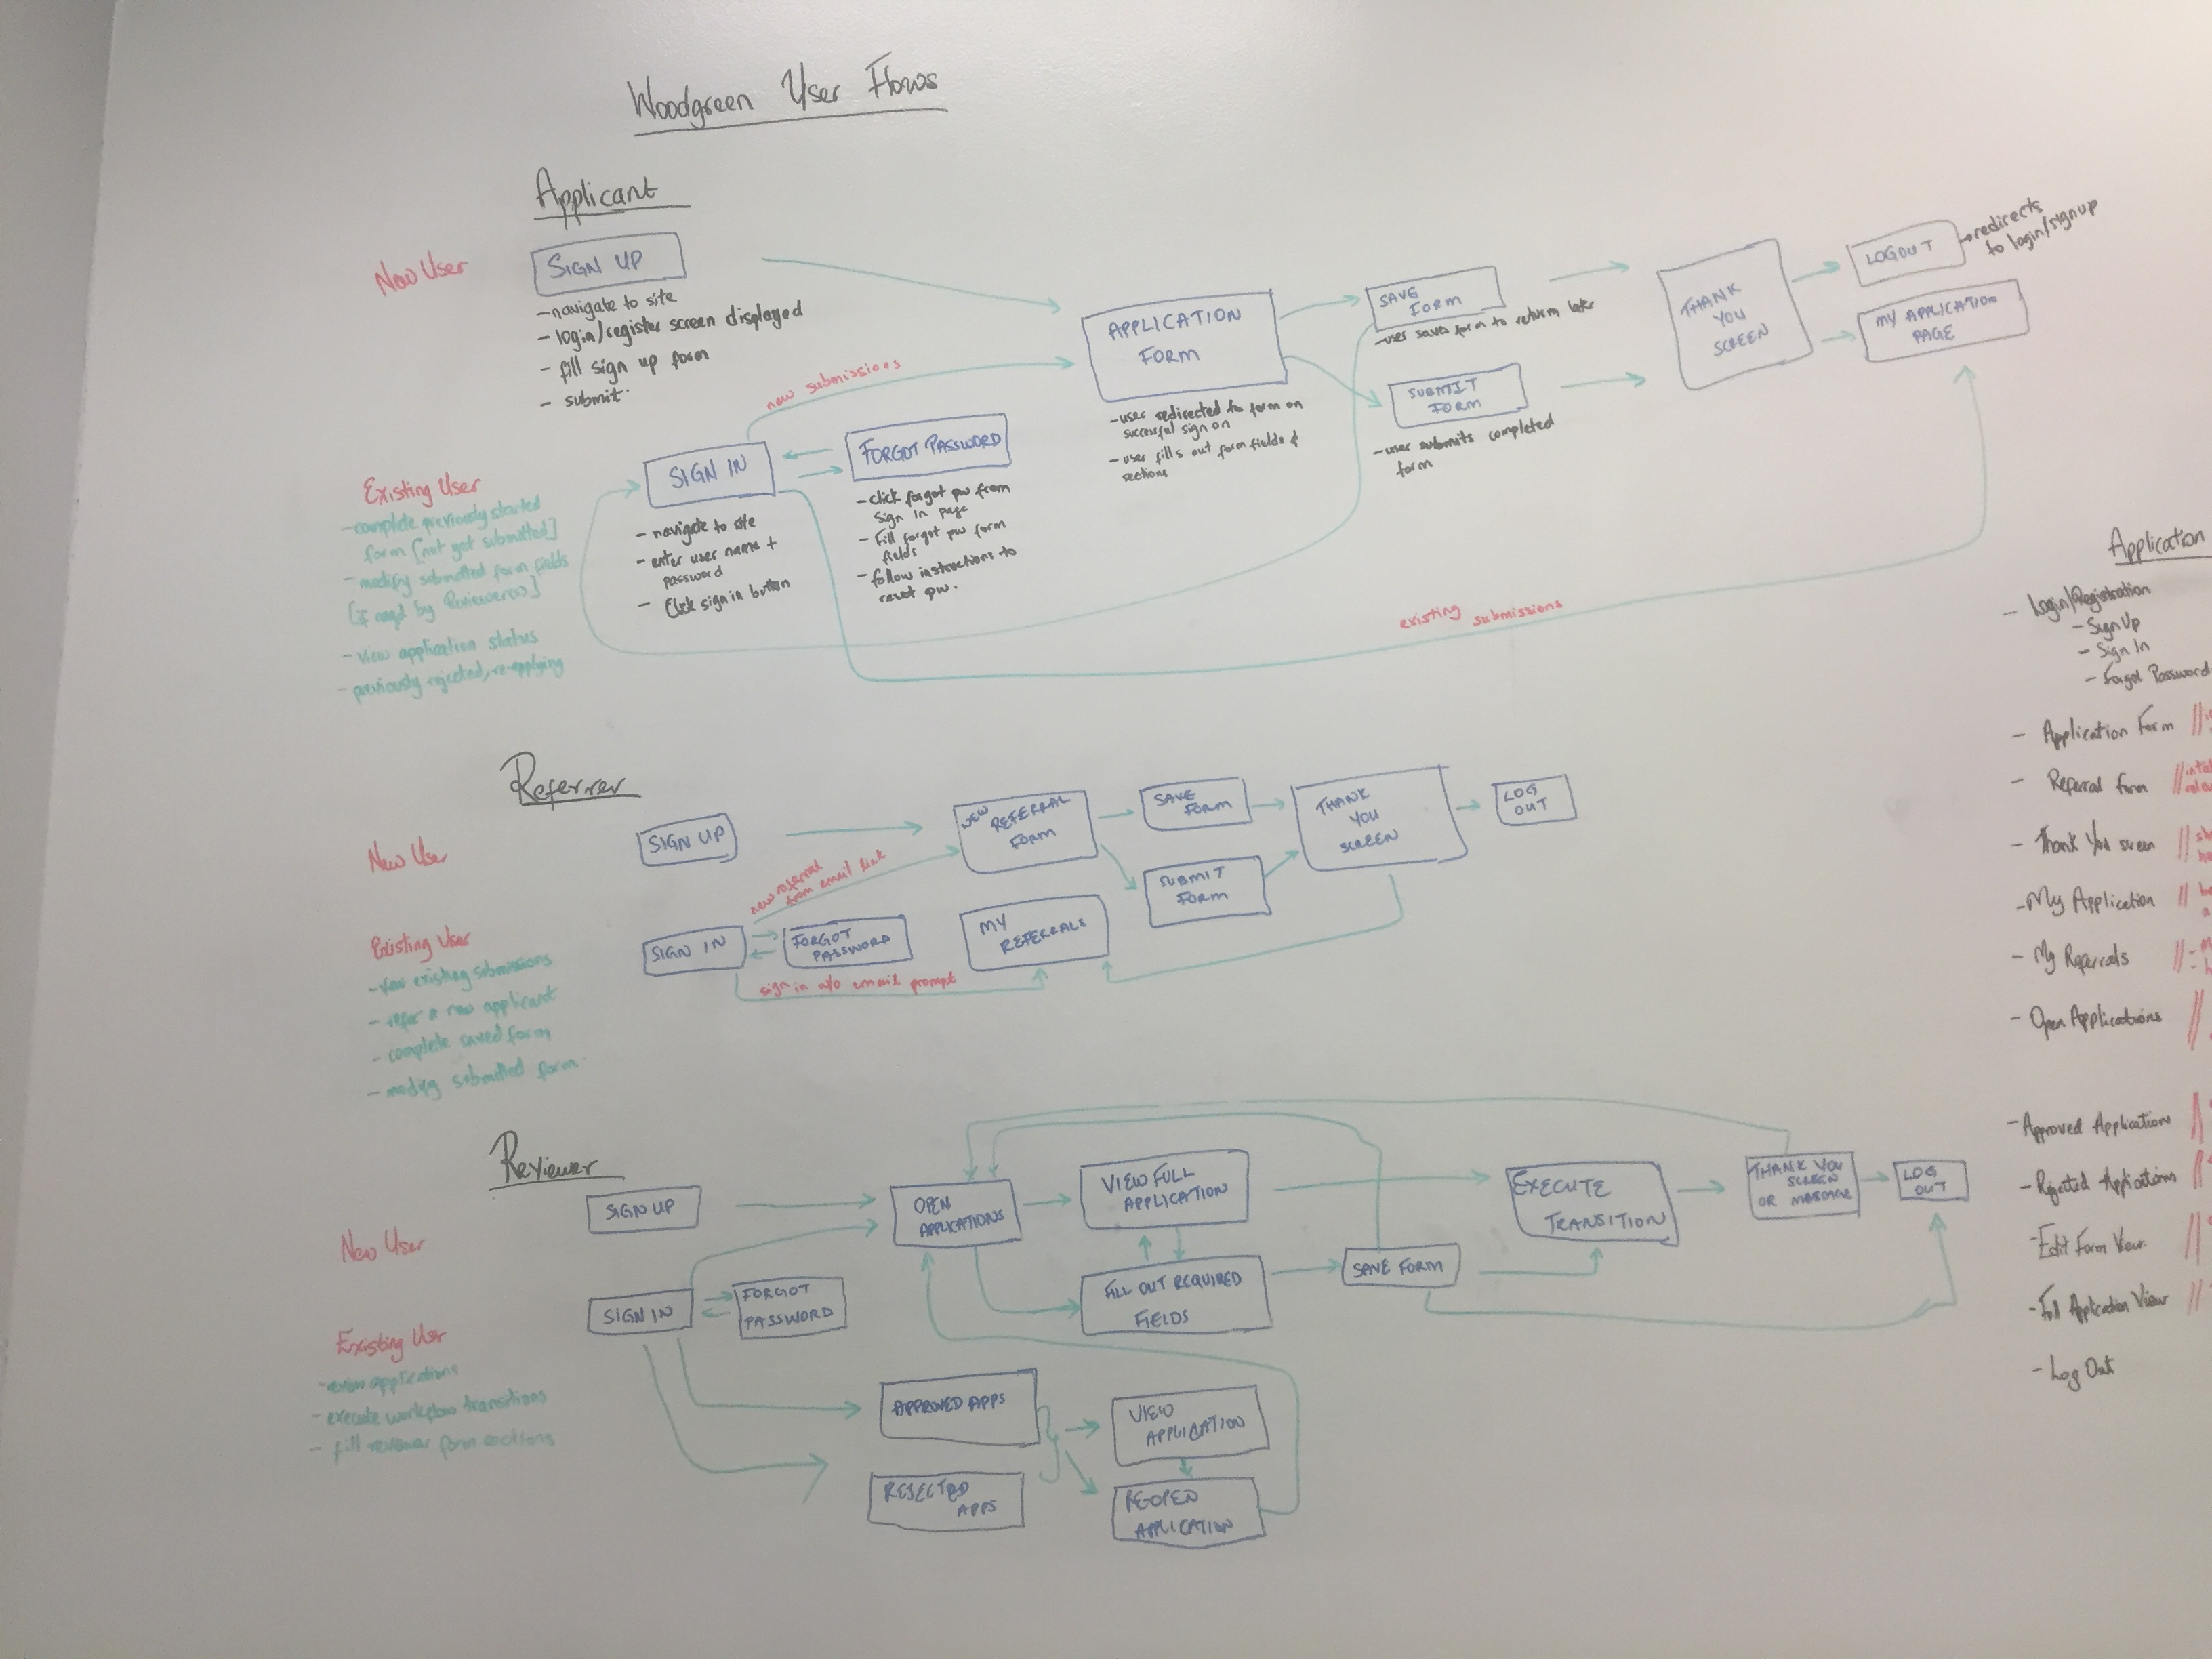 Woodgreen User Flows
Applicant
New User
SIGN UP
- navigate to site
- login/register screen displayed
- fill sign up form
- submit.
new submissions
APPLICATION
FORM
- user redirected to form on
successful sign on
- user fills out form fields &
sections
SAVE
FORM
- user saves form to return later
SUBMIT
FORM
- user submits completed
form
THANK
YOU
SCREEN
LOGOUT
redirects
to login/signup
MY APPLICATION
PAGE
Existing User
- complete previously started
form [not yet submitted]
- modify submitted form fields
[if reqd by
- view application status
- previously rejected, re-applying
SIGN IN
- navigate to site
- enter user name +
password
- Click sign in button
FORGOT PASSWORD
- click forgot pw from
Sign In page
- Fill forgot pw form
fields
- follow instructions to
reset pw.
existing submissions
Referrer
New User
SIGN UP
NEW REFERRAL
FORM
SAVE
FORM
SUBMIT
FORM
THANK
YOU
SCREEN
LOG
OUT
new referral
from email link
Existing User
- view existing submissions
- refer a new applicant
- complete saved form
- modify submitted form.
SIGN IN
FORGOT
PASSWORD
MY
REFERRALS
sign in w/o email prompt
Reviewer
New User
SIGN UP
OPEN
APPLICATIONS
VIEW FULL
APPLICATION
FILL OUT REQUIRED
FIELDS
SAVE FORM
EXECUTE
TRANSITION
THANK YOU
SCREEN
OR MESSAGE
LOG
OUT
SIGN IN
FORGOT
PASSWORD
Existing User
- review applications
- execute workflow transitions
- fill reviewer form sections
APPROVED APPS
REJECTED
APPS
VIEW
APPLICATION
RE-OPEN
APPLICATION
Application
- Login/Registration
- Sign Up
- Sign In
- Forgot Password
- Application Form //
- Referral Form //
- Thank You screen //
- My Application //
- My Referrals //
- Open Applications //
- Approved Applications
- Rejected Applications
- Edit Form View
- Full Application View //
- Log Out